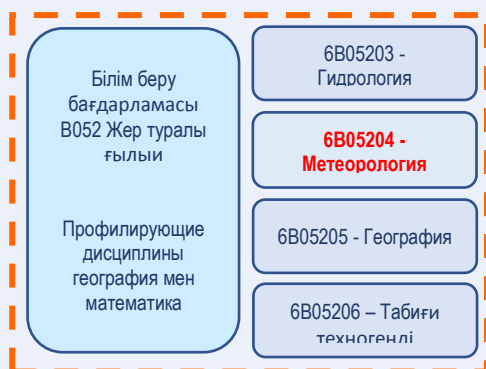 Білім беру
бағдарламасы
В052 Жер туралы
ғылыи
Профилирующие
дисциплины
география мен
математика
6В05203 -
Гидрология
6В05204 -
Метеорология
6В05205 - География
6В05206 – Табиғи
техногенді